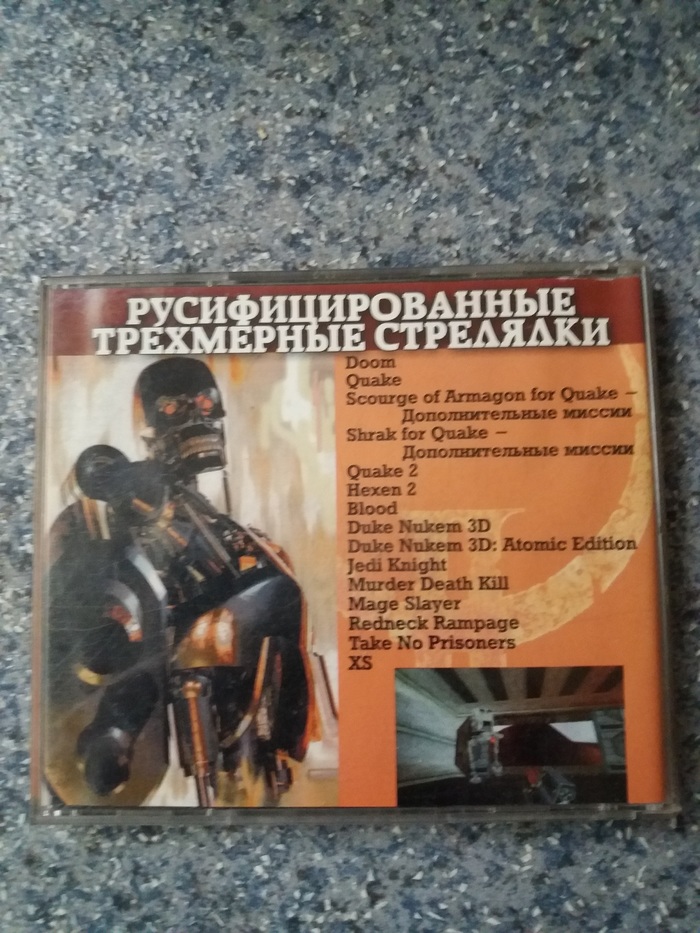 РУСИФИЦИРОВАННЫЕ
ТРЕХМЕРНЫЕ СТРЕЛЯЛКИ
Doom
Quake
Scourge of Armagon for Quake –
Дополнительные миссии
Shrak for Quake –
Дополнительные миссии
Quake 2
Hexen 2
Blood
Duke Nukem 3D
Duke Nukem 3D: Atomic Edition
Jedi Knight
Murder Death Kill
Mage Slayer
Redneck Rampage
Take No Prisoners
XS